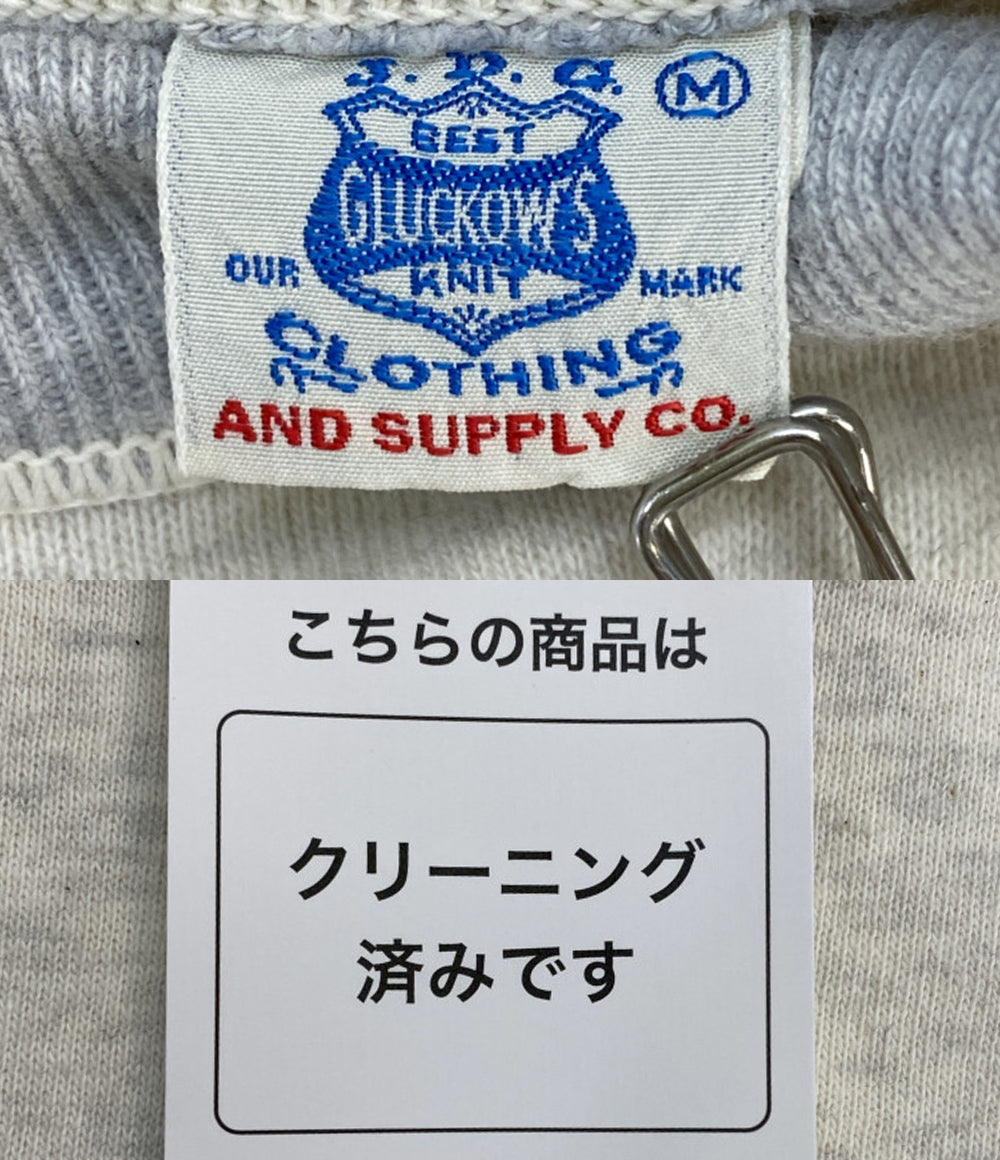 J.D.G. M
BEST
GLUCKOW'S
OUR KNIT MARK
CLOTHING
AND SUPPLY CO.
こちらの商品は
クリーニング
済みです